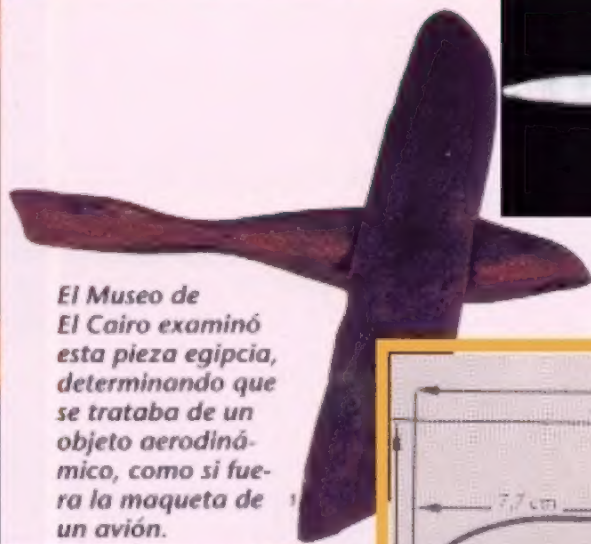 El Museo de
El Cairo examinó
esta pieza egipcia,
determinando que
se trataba de un
objeto aerodiná-
mico, como si fue-
ra la maqueta de
un avión.
7,7 cm